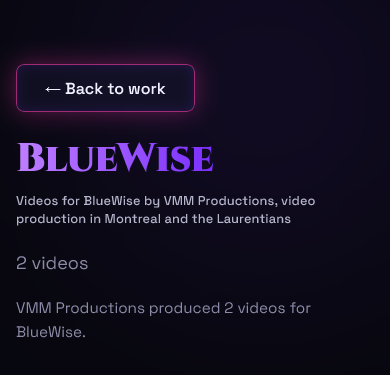 ← Back to work
BlueWise
Videos for BlueWise by VMM Productions, video
production in Montreal and the Laurentians
2 videos
VMM Productions produced 2 videos for
BlueWise.